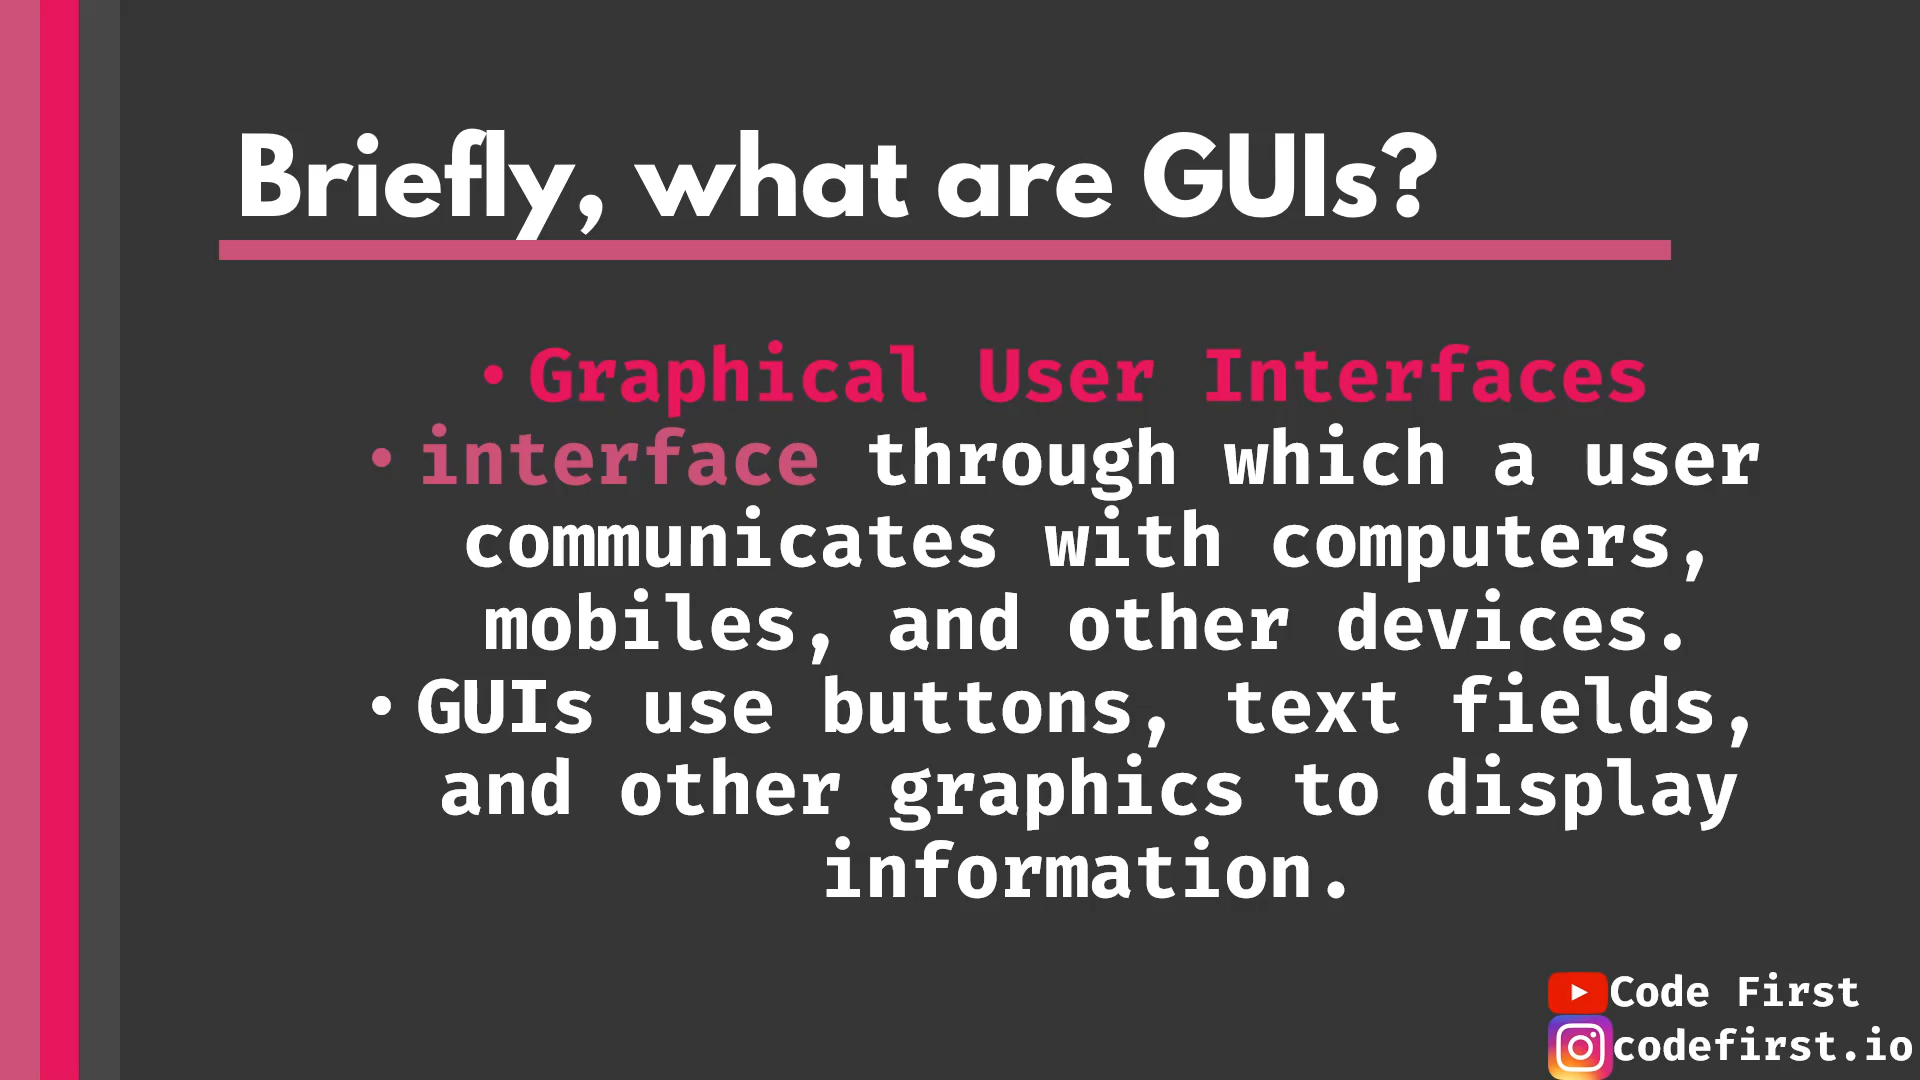 Briefly, what are GUIs?
• Graphical User Interfaces
• interface through which a user
communicates with computers,
mobiles, and other devices.
• GUIs use buttons, text fields,
and other graphics to display
information.
Code First
codefirst.io